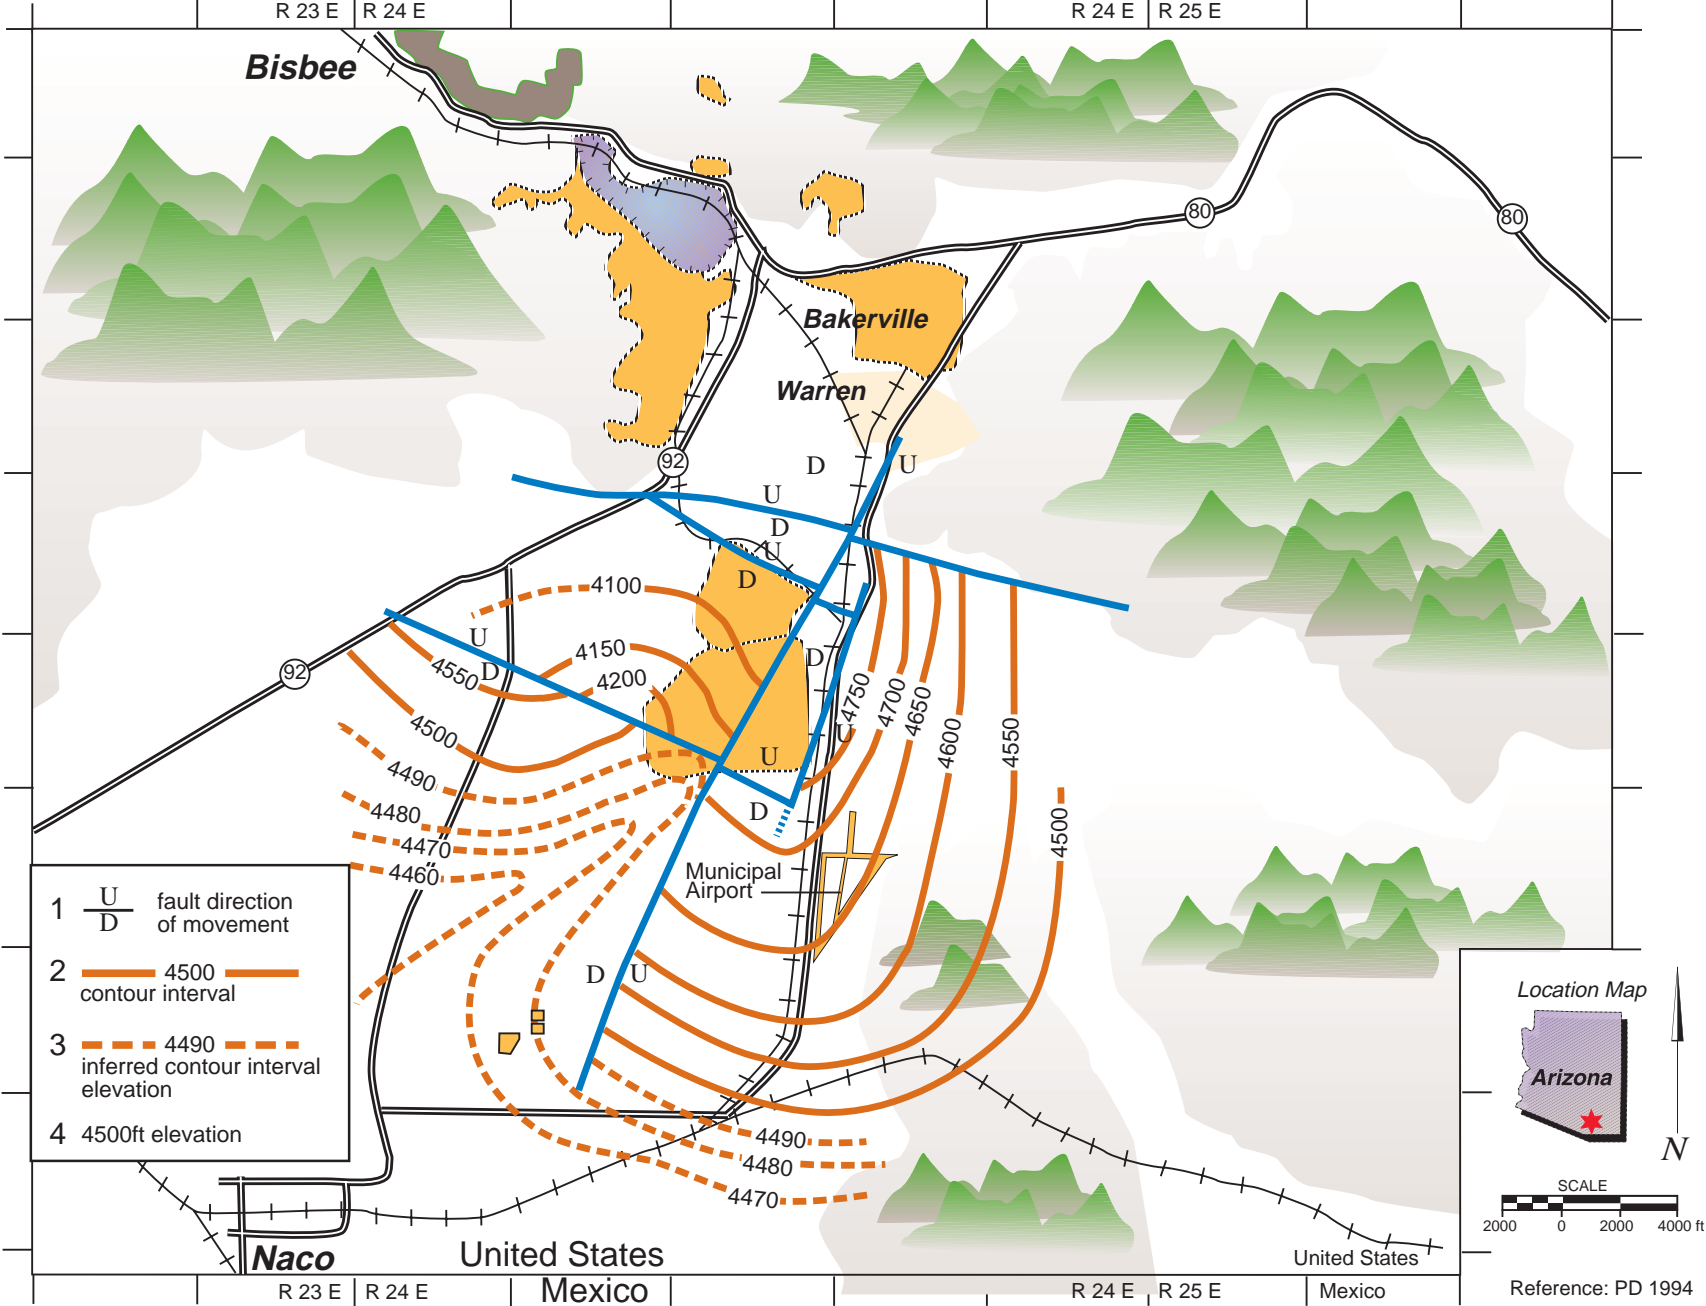 R 23 E R 24 E
R 24 E R 25 E
Bisbee
80
80
Bakerville
Warren
92
D
U
U
D
U
D
4100
U
D
4150
4200
4550
92
D
4750
4700
4650
4600
4550
4500
U
U
4490
4480
4470
4460
D
4500
Municipal
Airport
D U
1 U D fault direction
of movement
2 4500
contour interval
3 4490
inferred contour interval
elevation
4 4500ft elevation
4490
4480
4470
Location Map
Arizona
N
SCALE
2000 0 2000 4000 ft
Naco
United States
Mexico
United States
Mexico
R 23 E R 24 E
R 24 E R 25 E
Reference: PD 1994